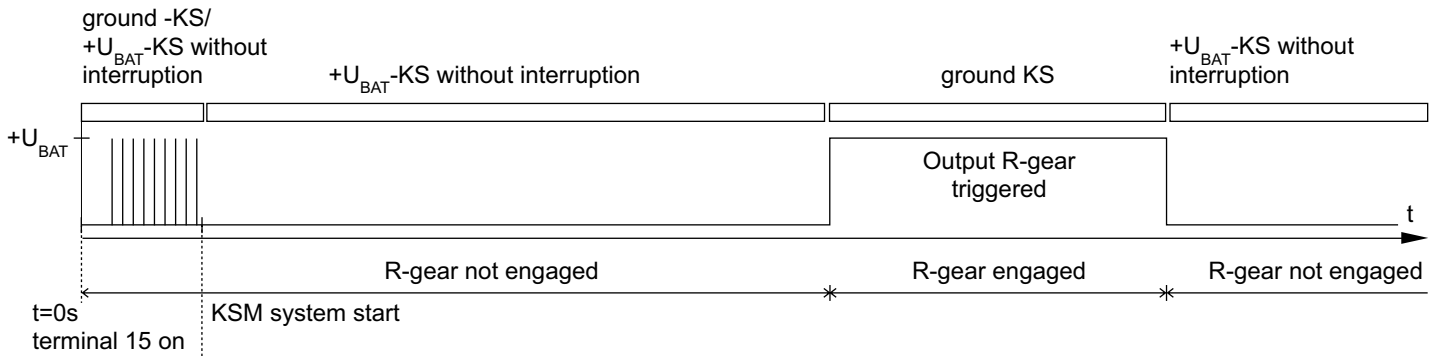 ground -KS/
+UBAT-KS without
interruption
+UBAT-KS without interruption
ground KS
+UBAT-KS without
interruption
+UBAT
Output R-gear
triggered
t
R-gear not engaged
R-gear engaged
R-gear not engaged
t=0s
terminal 15 on
KSM system start